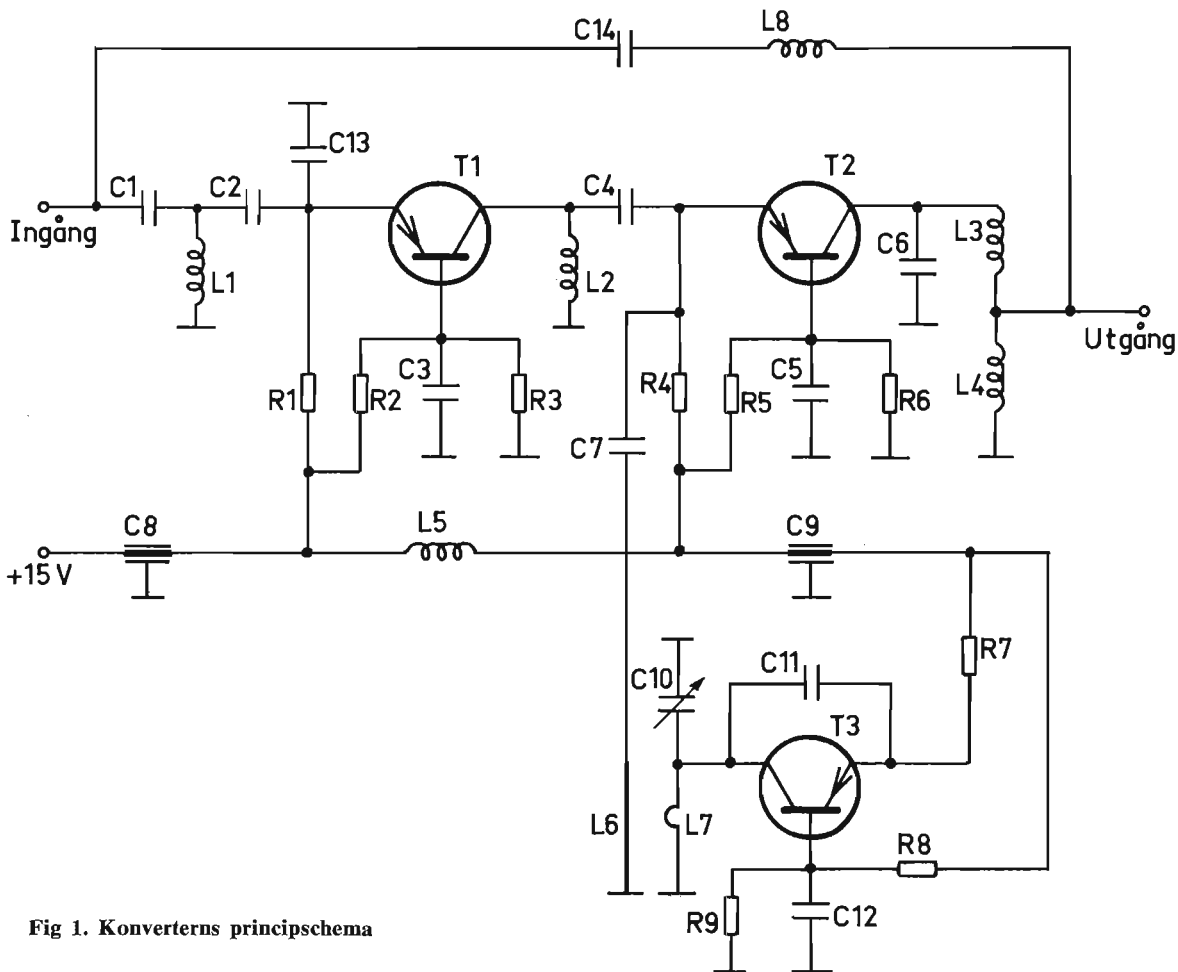 C14
L8
C13
T1
T2
C1
C2
C4
Ingång
L1
L2
C6
L3
Utgång
C3
C5
R1
R2
R3
R4
R5
R6
L4
C7
C8
L5
C9
+15 V
C10
C11
R7
T3
L6
L7
R8
R9
C12
Fig 1. Konverterns principschema